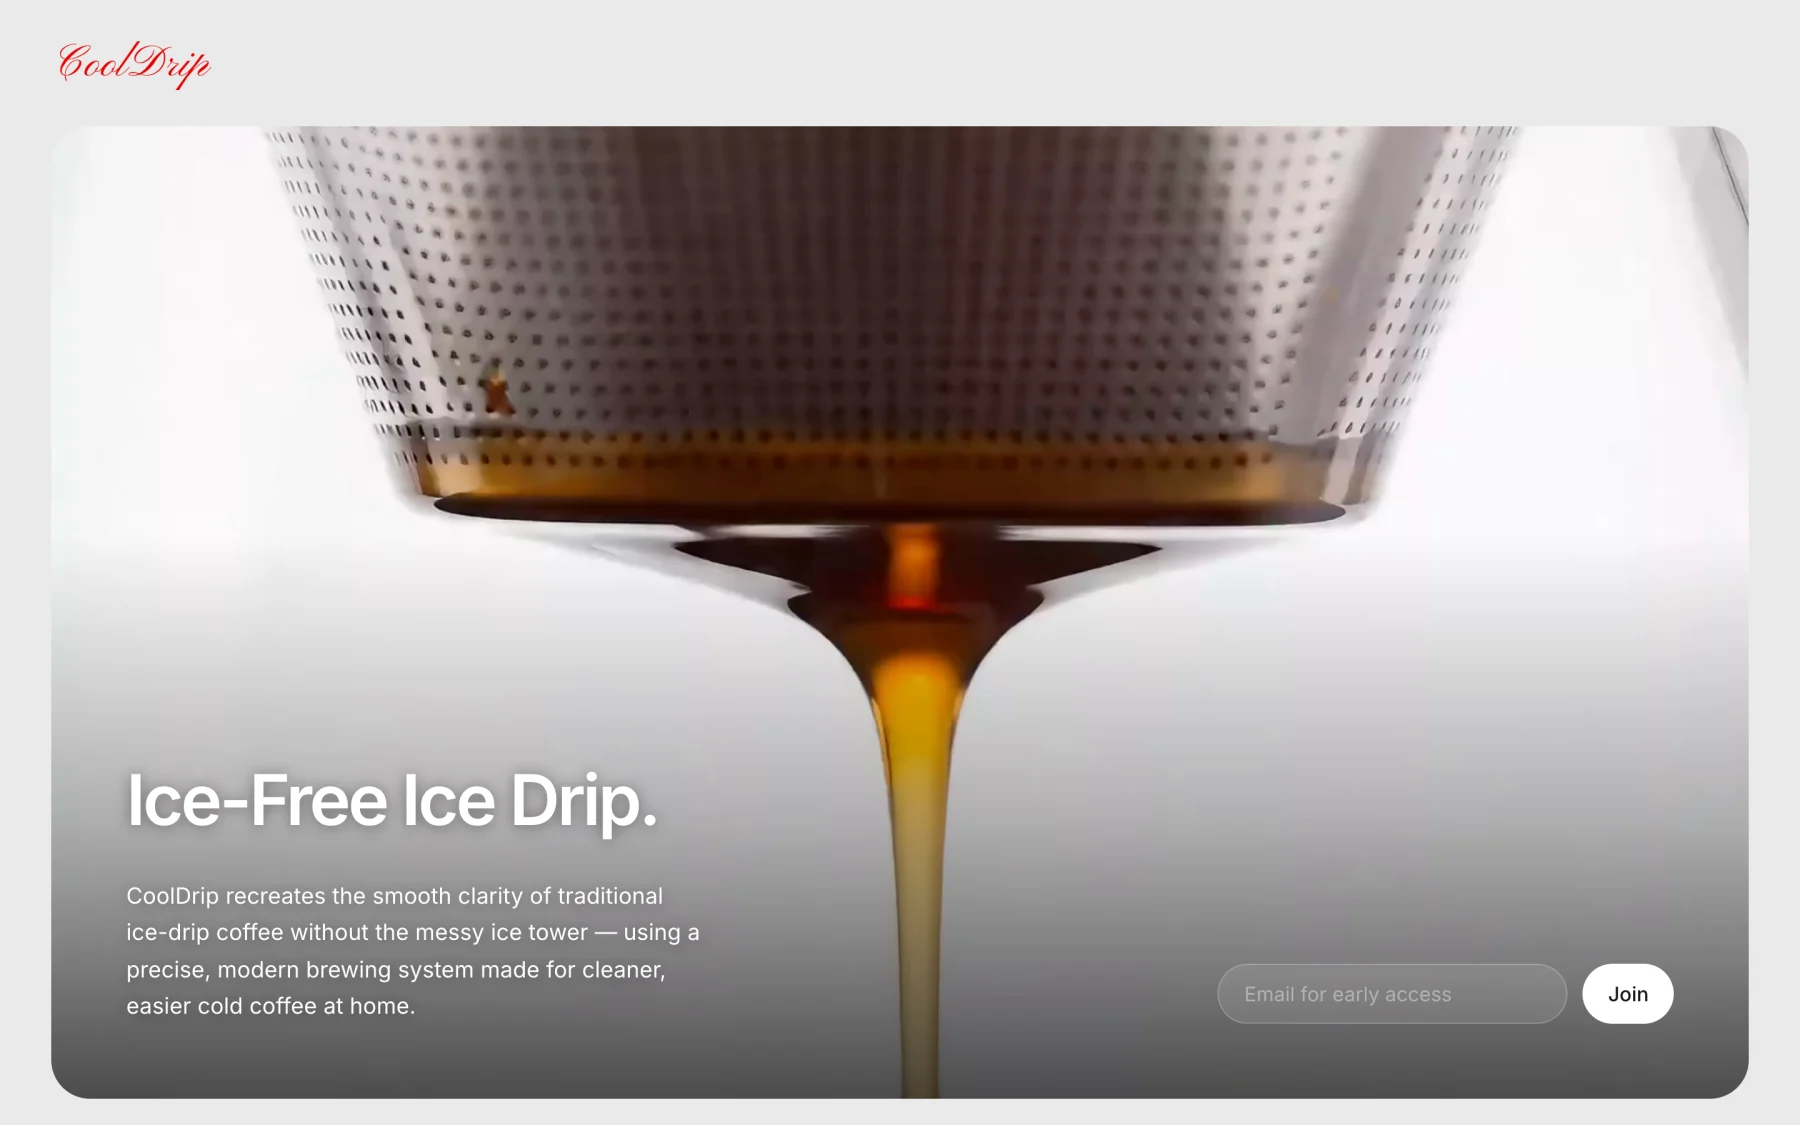 CoolDrip
Ice-Free Ice Drip.
CoolDrip recreates the smooth clarity of traditional
ice-drip coffee without the messy ice tower — using a
precise, modern brewing system made for cleaner,
easier cold coffee at home.
Email for early access
Join